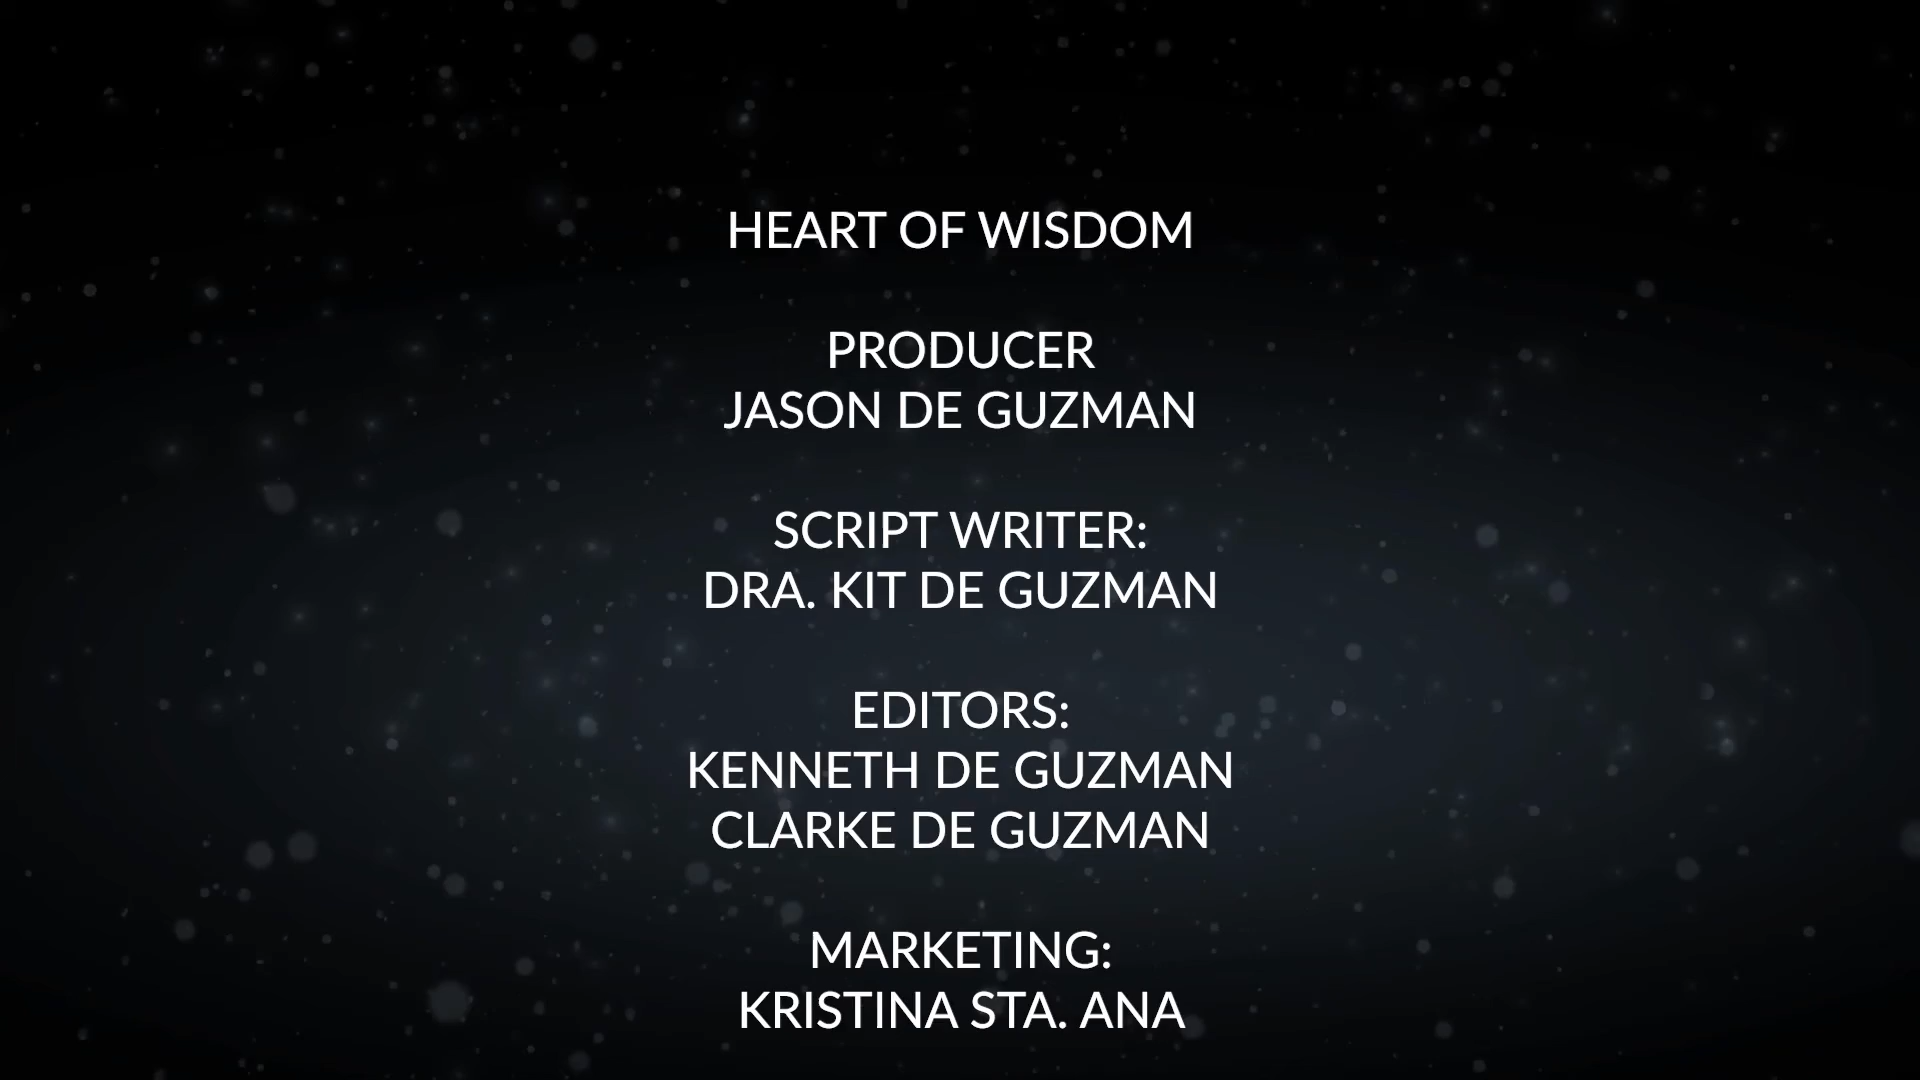 HEART OF WISDOM
PRODUCER
JASON DE GUZMAN
SCRIPT WRITER:
DRA. KIT DE GUZMAN
EDITORS:
KENNETH DE GUZMAN
CLARKE DE GUZMAN
MARKETING:
KRISTINA STA. ANA